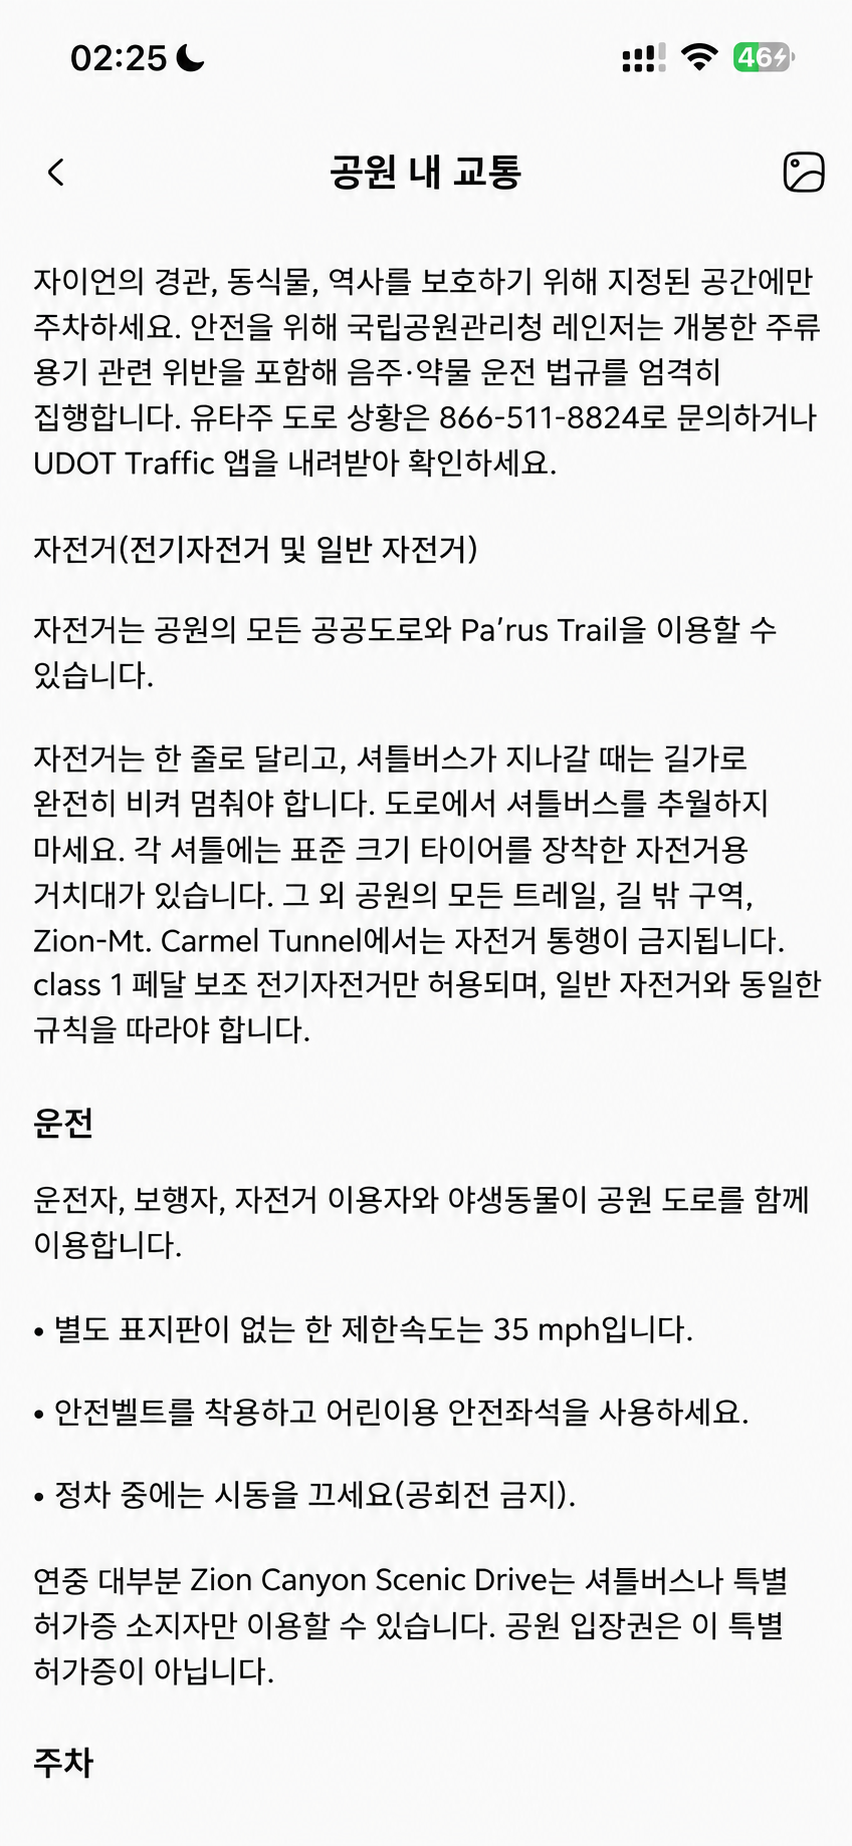 02:25
46
공원 내 교통
자이언의 경관, 동식물, 역사를 보호하기 위해 지정된 공간에만
주차하세요. 안전을 위해 국립공원관리청 레인저는 개봉한 주류
용기 관련 위반을 포함해 음주·약물 운전 법규를 엄격히
집행합니다. 유타주 도로 상황은 866-511-8824로 문의하거나
UDOT Traffic 앱을 내려받아 확인하세요.
자전거(전기자전거 및 일반 자전거)
자전거는 공원의 모든 공공도로와 Pa’rus Trail을 이용할 수
있습니다.
자전거는 한 줄로 달리고, 셔틀버스가 지나갈 때는 길가로
완전히 비켜 멈춰야 합니다. 도로에서 셔틀버스를 추월하지
마세요. 각 셔틀에는 표준 크기 타이어를 장착한 자전거용
거치대가 있습니다. 그 외 공원의 모든 트레일, 길 밖 구역,
Zion-Mt. Carmel Tunnel에서는 자전거 통행이 금지됩니다.
class 1 페달 보조 전기자전거만 허용되며, 일반 자전거와 동일한
규칙을 따라야 합니다.
운전
운전자, 보행자, 자전거 이용자와 야생동물이 공원 도로를 함께
이용합니다.
• 별도 표지판이 없는 한 제한속도는 35 mph입니다.
• 안전벨트를 착용하고 어린이용 안전좌석을 사용하세요.
• 정차 중에는 시동을 끄세요(공회전 금지).
연중 대부분 Zion Canyon Scenic Drive는 셔틀버스나 특별
허가증 소지자만 이용할 수 있습니다. 공원 입장권은 이 특별
허가증이 아닙니다.
주차